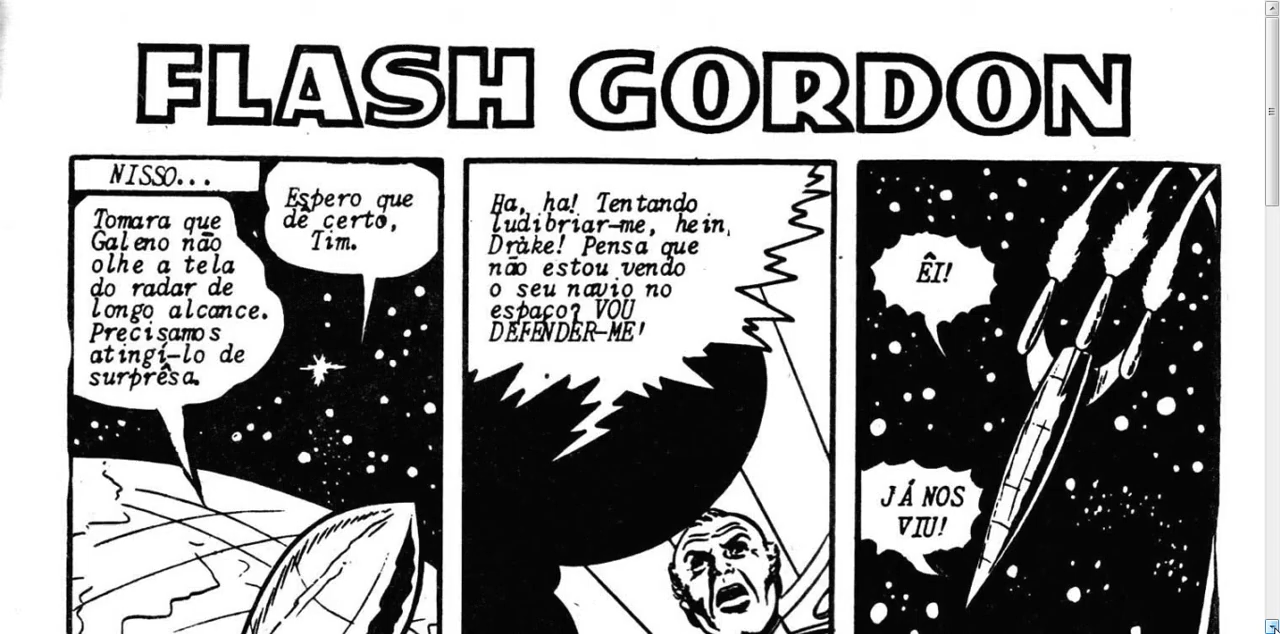 FLASH GORDON
NISSO...
Tomara que
Galeno não
olhe a tela
do radar de
longo alcance.
Precisamos
atingí-lo de
surprêsa.
Espero que
dê certo,
Tim.
Ha, ha! Tentando
ludibriar-me, hein,
Drake! Pensa que
não estou vendo
o seu navio no
espaço? VOU
DEFENDER-ME!
ÊI!
JÁ NOS
VIU!